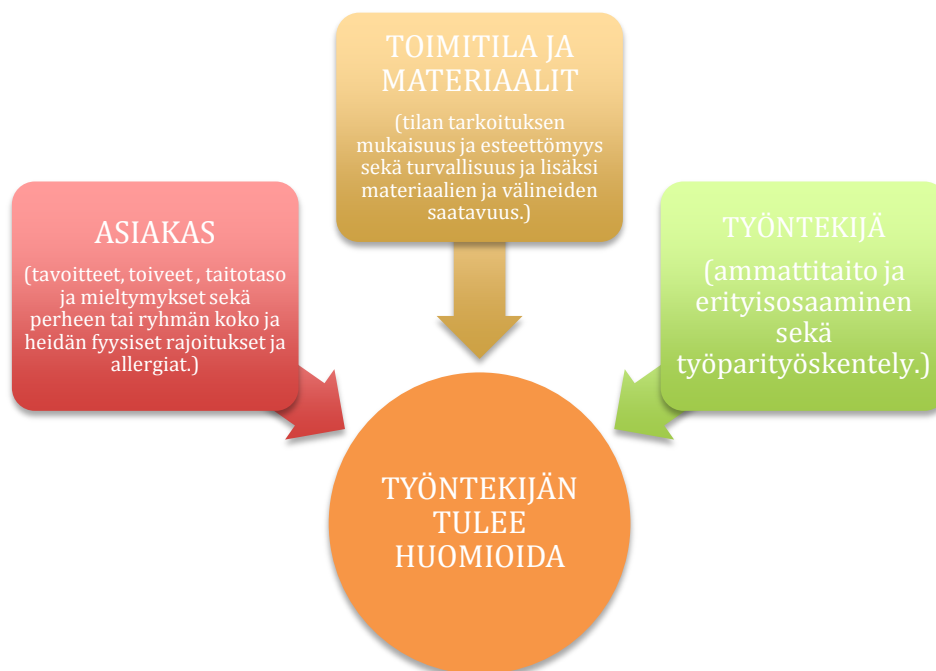 TOIMITILA JA
MATERIAALIT
(tilan tarkoituksen
mukaisuus ja esteettömyys
sekä turvallisuus ja lisäksi
materiaalien ja välineiden
saatavuus.)
ASIAKAS
(tavoitteet, toiveet , taitotaso
ja mieltymykset sekä
perheen tai ryhmän koko ja
heidän fyysiset rajoitukset ja
allergiat.)
TYÖNTEKIJÄ
(ammattitaito ja
erityisosaaminen
sekä
työparityöskentely.)
TYÖNTEKIJÄN
TULEE
HUOMIOIDA